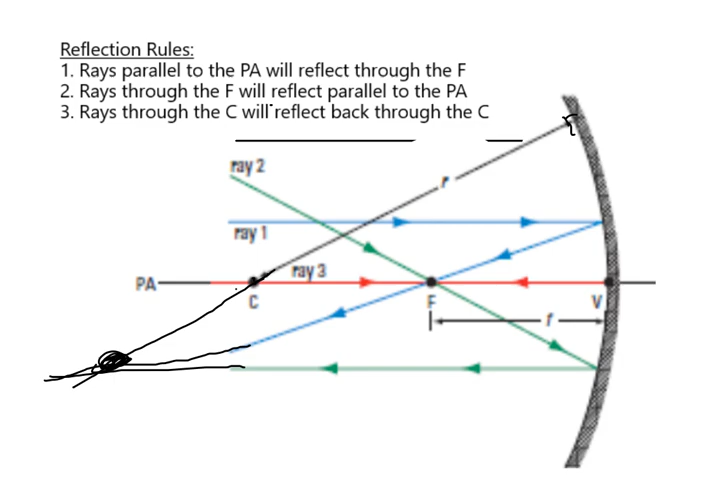 Reflection Rules:
1. Rays parallel to the PA will reflect through the F
2. Rays through the F will reflect parallel to the PA
3. Rays through the C will reflect back through the C
ray 2
r
ray 1
ray 3
PA
C
F
V
f